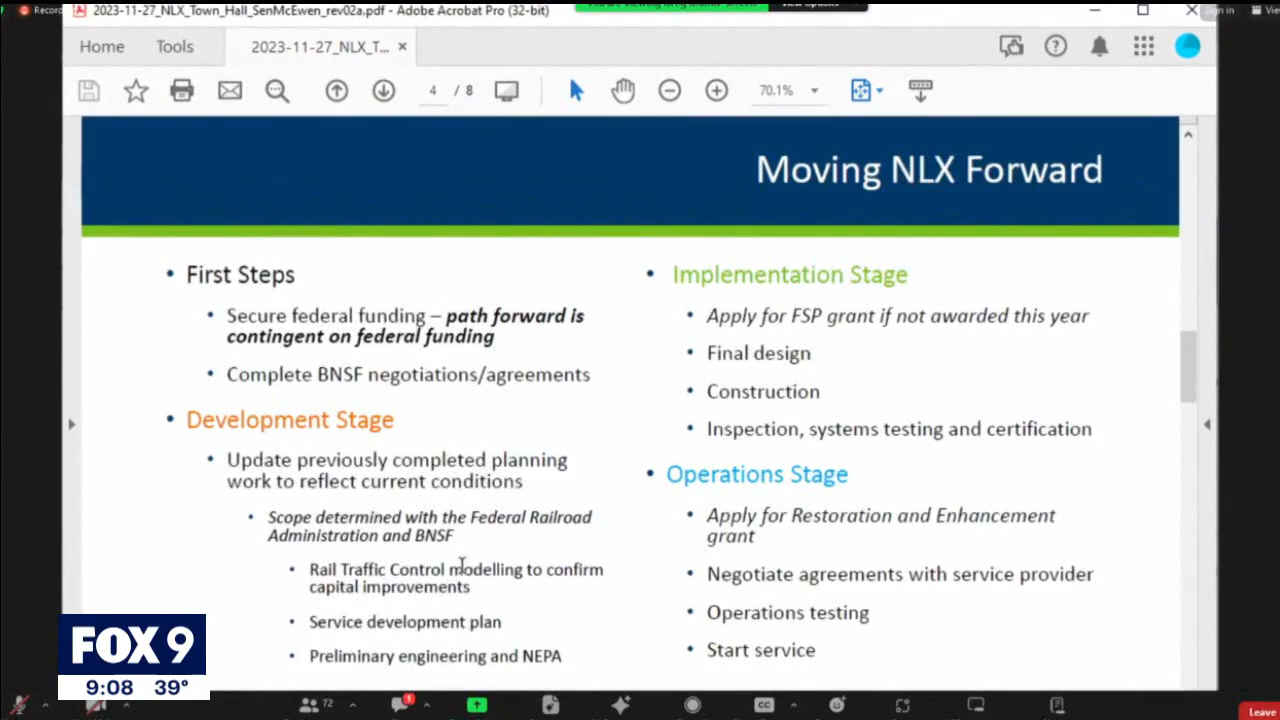 2023-11-27_NLX_Town_Hall_SenMcEwen_rev02a.pdf - Adobe Acrobat Pro (32-bit)
Home
Tools
2023-11-27_NLX_T...
4 / 8
70.1%
Moving NLX Forward
• First Steps
• Secure federal funding – path forward is
contingent on federal funding
• Complete BNSF negotiations/agreements
• Development Stage
• Update previously completed planning
work to reflect current conditions
• Scope determined with the Federal Railroad
Administration and BNSF
• Rail Traffic Control modelling to confirm
capital improvements
• Service development plan
• Preliminary engineering and NEPA
• Implementation Stage
• Apply for FSP grant if not awarded this year
• Final design
• Construction
• Inspection, systems testing and certification
• Operations Stage
• Apply for Restoration and Enhancement
grant
• Negotiate agreements with service provider
• Operations testing
• Start service
FOX 9
9:08 39°
72
1
CC
Leave